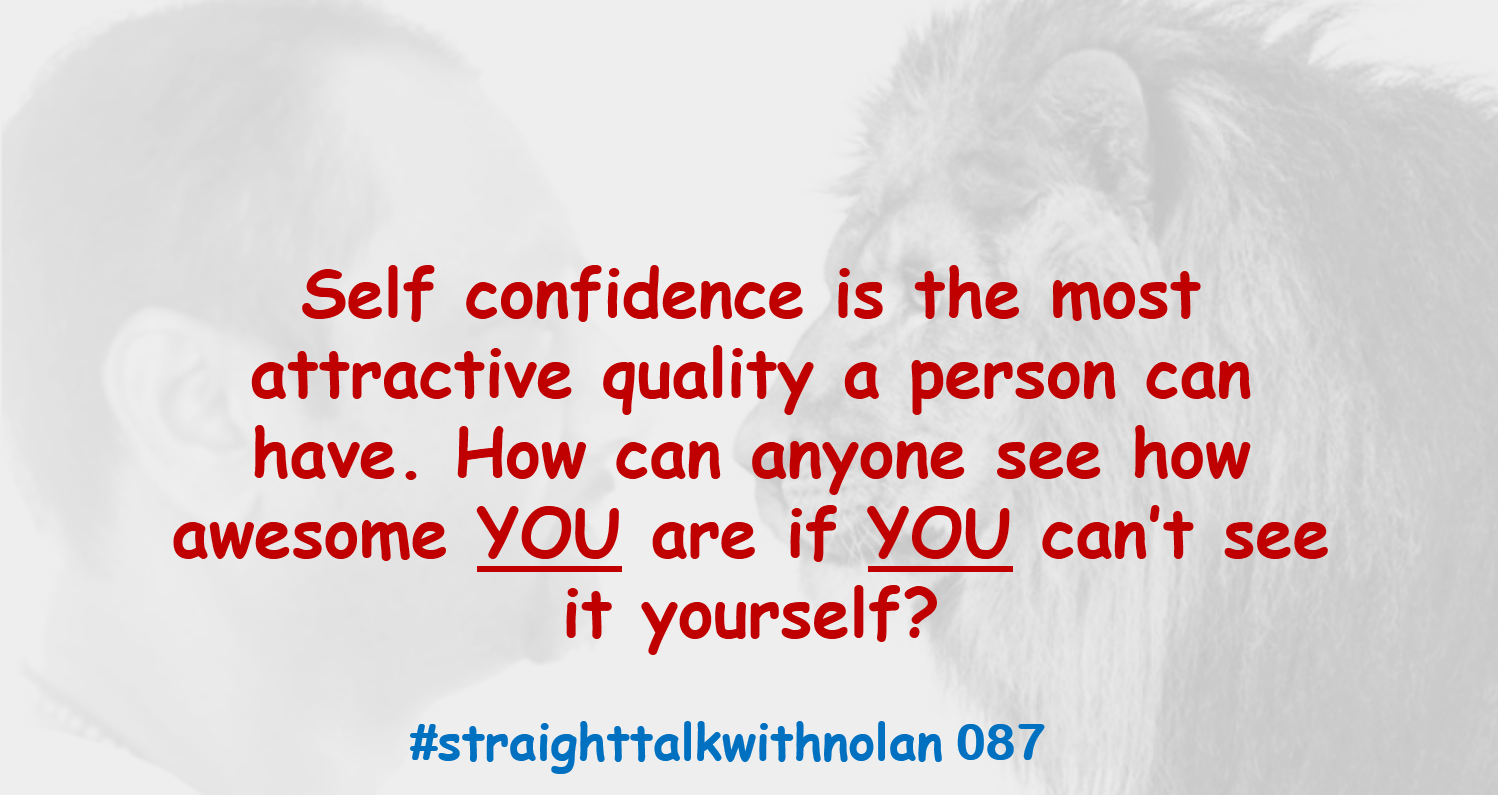 Self confidence is the most
attractive quality a person can
have. How can anyone see how
awesome YOU are if YOU can't see
it yourself?
#straighttalkwithnolan 087